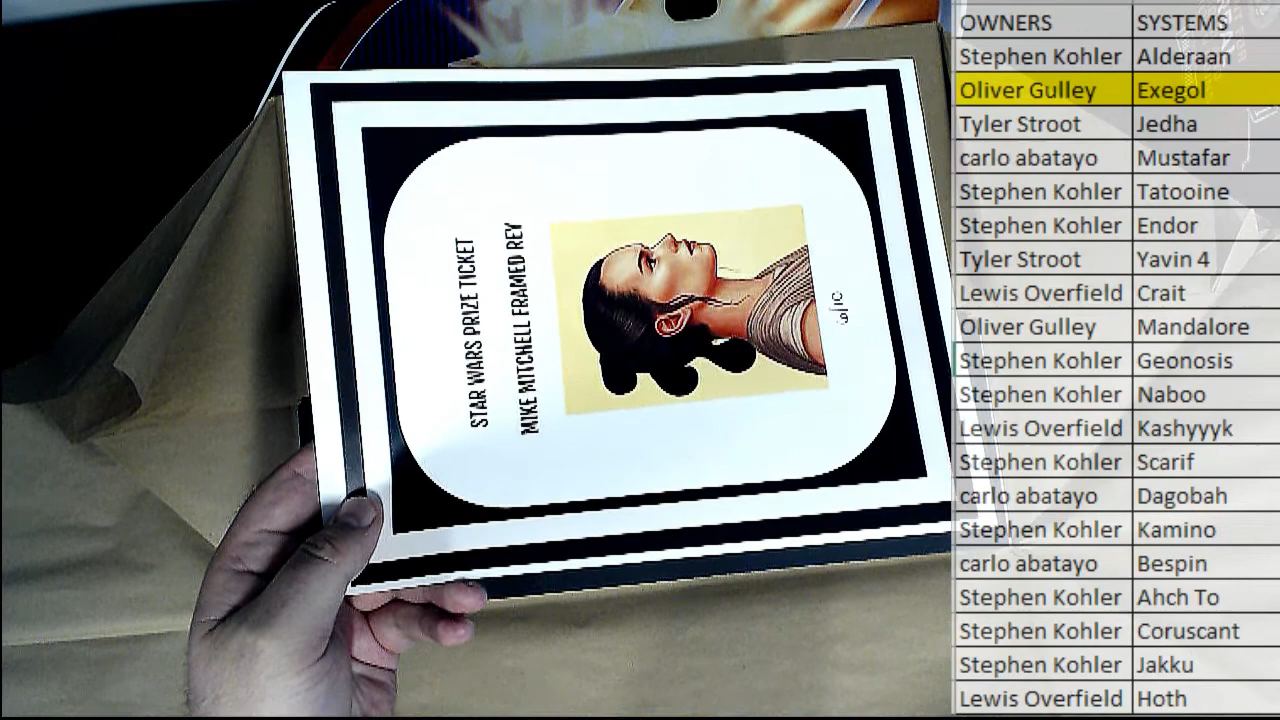 STAR WARS PRIZE TICKET
MIKE MITCHELL FRAMED REY
OWNERS SYSTEMS
Stephen Kohler Alderaan
Oliver Gulley Exegol
Tyler Stroot Jedha
carlo abatayo Mustafar
Stephen Kohler Tatooine
Stephen Kohler Endor
Tyler Stroot Yavin 4
Lewis Overfield Crait
Oliver Gulley Mandalore
Stephen Kohler Geonosis
Stephen Kohler Naboo
Lewis Overfield Kashyyyk
Stephen Kohler Scarif
carlo abatayo Dagobah
Stephen Kohler Kamino
carlo abatayo Bespin
Stephen Kohler Ahch To
Stephen Kohler Coruscant
Stephen Kohler Jakku
Lewis Overfield Hoth